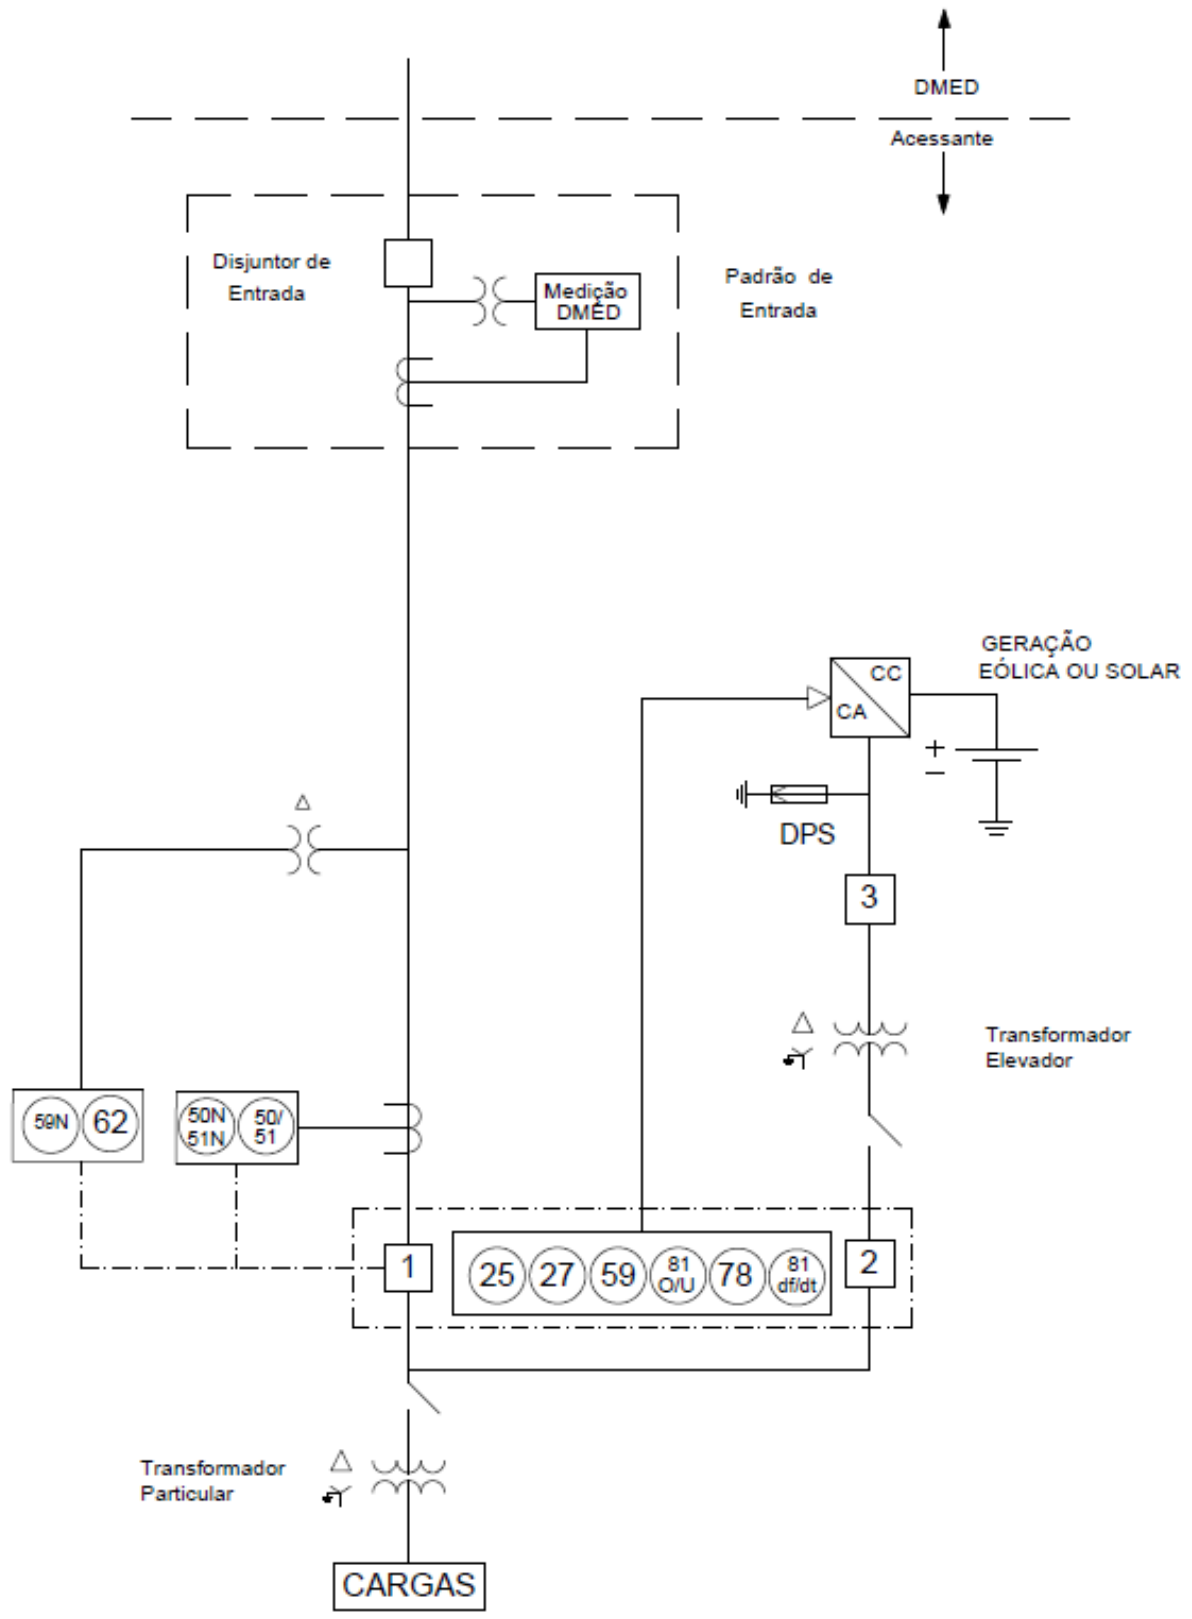 DMED
Acessante
Disjuntor de
Entrada
Medição
DMED
Padrão de
Entrada
GERAÇÃO
EÓLICA OU SOLAR
CC
CA
+
−
DPS
3
Δ
Δ
Transformador
Elevador
59N
62
50N
51N
50/
51
1
25
27
59
81
O/U
78
81
df/dt
2
Transformador
Particular
Δ
CARGAS